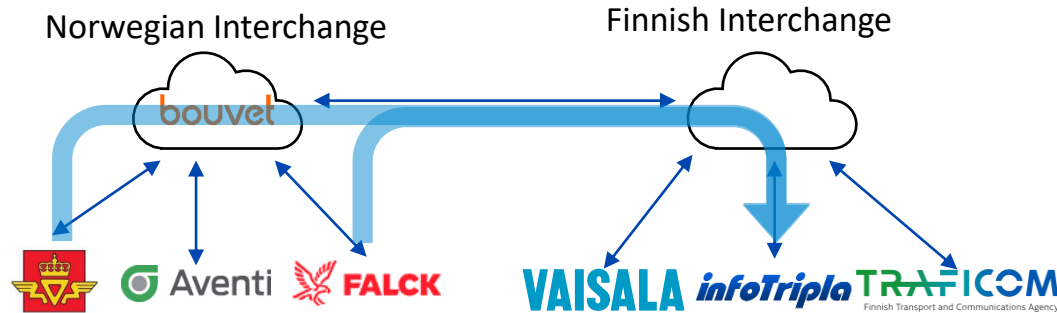 Norwegian Interchange
Finnish Interchange
bouvet
Aventi
FALCK
VAISALA
infoTripla
TRAFICOM
Finnish Transport and Communications Agency